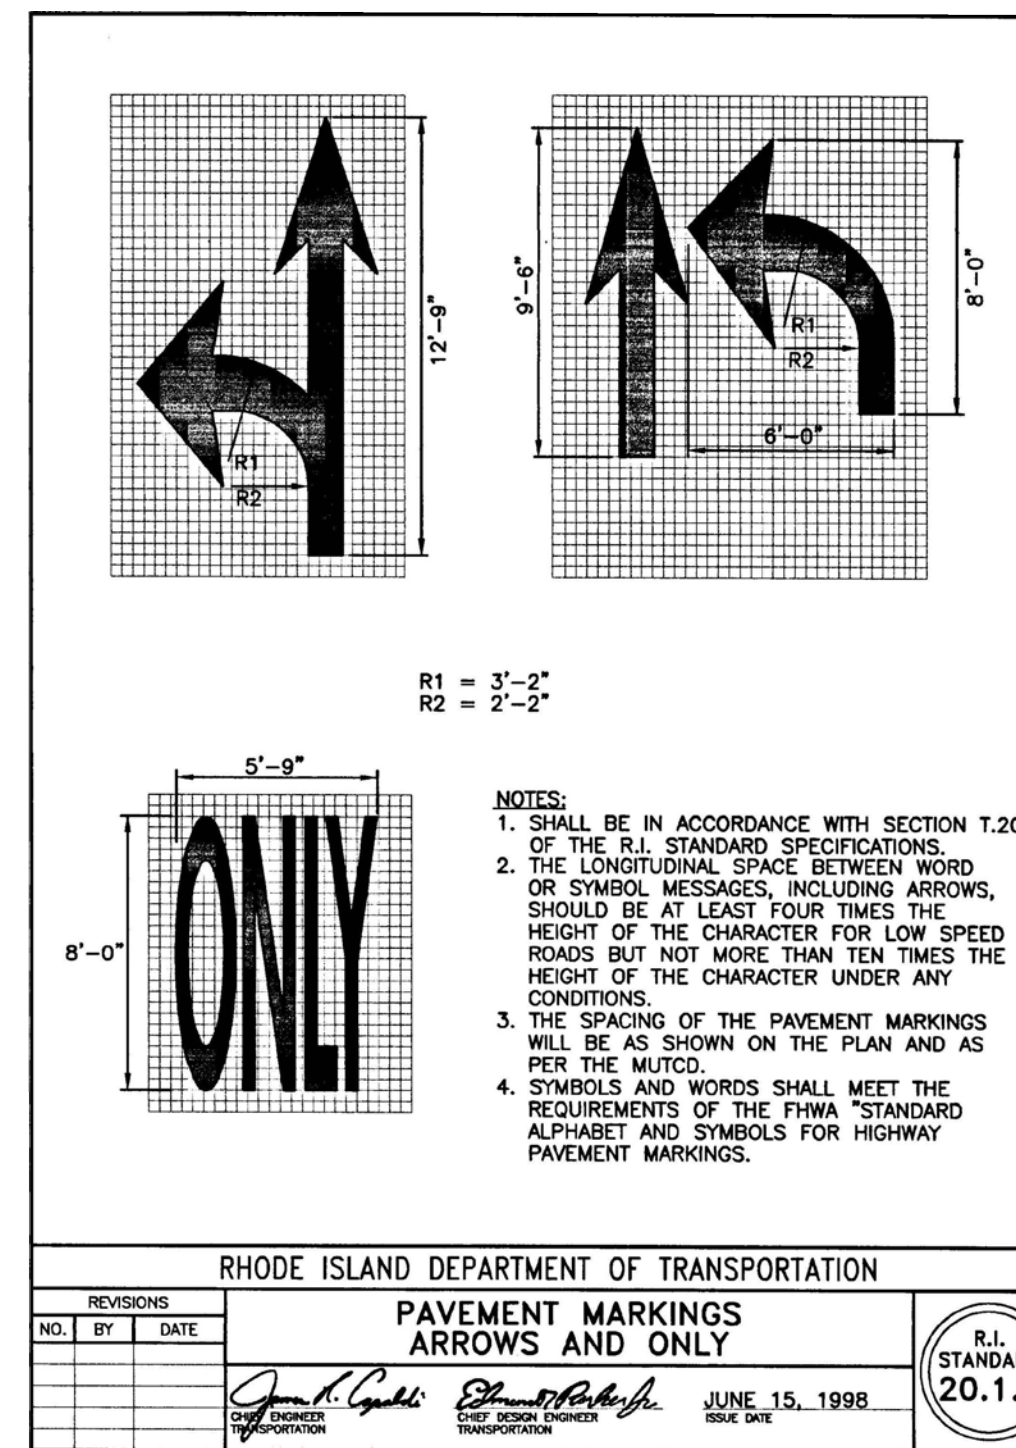 12'-9"
R1
R2
9'-6"
8'-0"
R1
R2
6'-0"
R1 = 3'-2"
R2 = 2'-2"
5'-9"
8'-0"
ONLY
NOTES:
1. SHALL BE IN ACCORDANCE WITH SECTION
OF THE R.I. STANDARD SPECIFICATIONS.
2. THE LONGITUDINAL SPACE BETWEEN WORD
OR SYMBOL MESSAGES, INCLUDING ARROWS,
SHOULD BE AT LEAST FOUR TIMES THE
HEIGHT OF THE CHARACTER FOR LOW SPEED
ROADS BUT NOT MORE THAN TEN TIMES THE
HEIGHT OF THE CHARACTER UNDER ANY
CONDITIONS.
3. THE SPACING OF THE PAVEMENT MARKINGS
WILL BE AS SHOWN ON THE PLAN AND AS
PER THE MUTCD.
4. SYMBOLS AND WORDS SHALL MEET THE
REQUIREMENTS OF THE FHWA "STANDARD
ALPHABET AND SYMBOLS FOR HIGHWAY
PAVEMENT MARKINGS.
RHODE ISLAND DEPARTMENT OF TRANSPORTATION
REVISIONS
NO. BY DATE
PAVEMENT MARKINGS
ARROWS AND ONLY
James R. Capaldi
CHIEF ENGINEER
TRANSPORTATION
Edmund T. Parker Jr.
CHIEF DESIGN ENGINEER
TRANSPORTATION
JUNE 15, 1998
ISSUE DATE
R.I.
20.1.